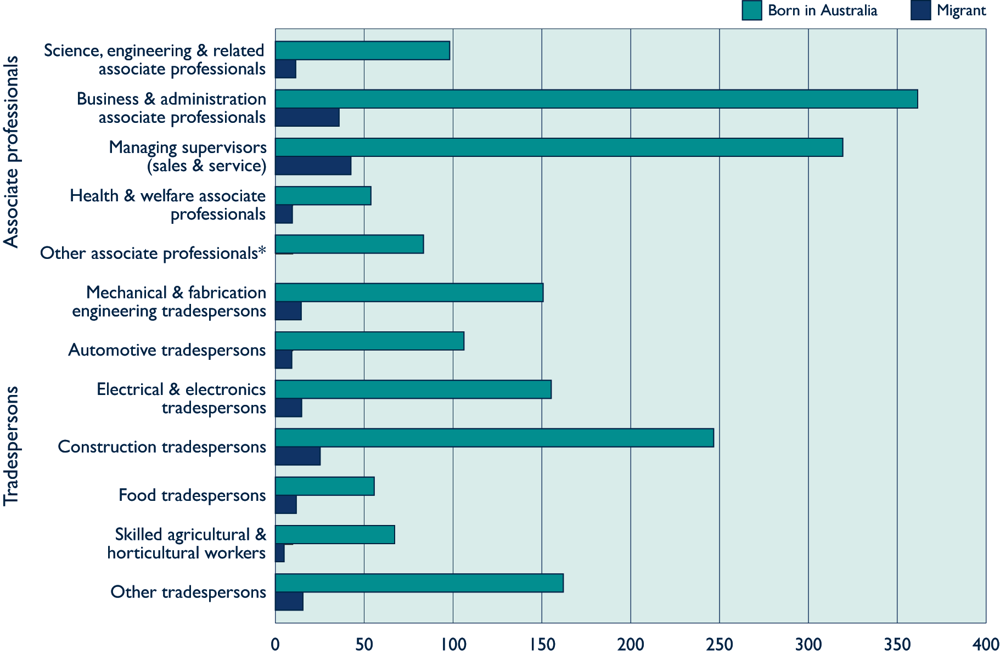 Born in Australia
Migrant
Associate professionals
Science, engineering & related
associate professionals
Business & administration
associate professionals
Managing supervisors
(sales & service)
Health & welfare associate
professionals
Other associate professionals*
Tradespersons
Mechanical & fabrication
engineering tradespersons
Automotive tradespersons
Electrical & electronics
tradespersons
Construction tradespersons
Food tradespersons
Skilled agricultural &
horticultural workers
Other tradespersons
0 50 100 150 200 250 300 350 400